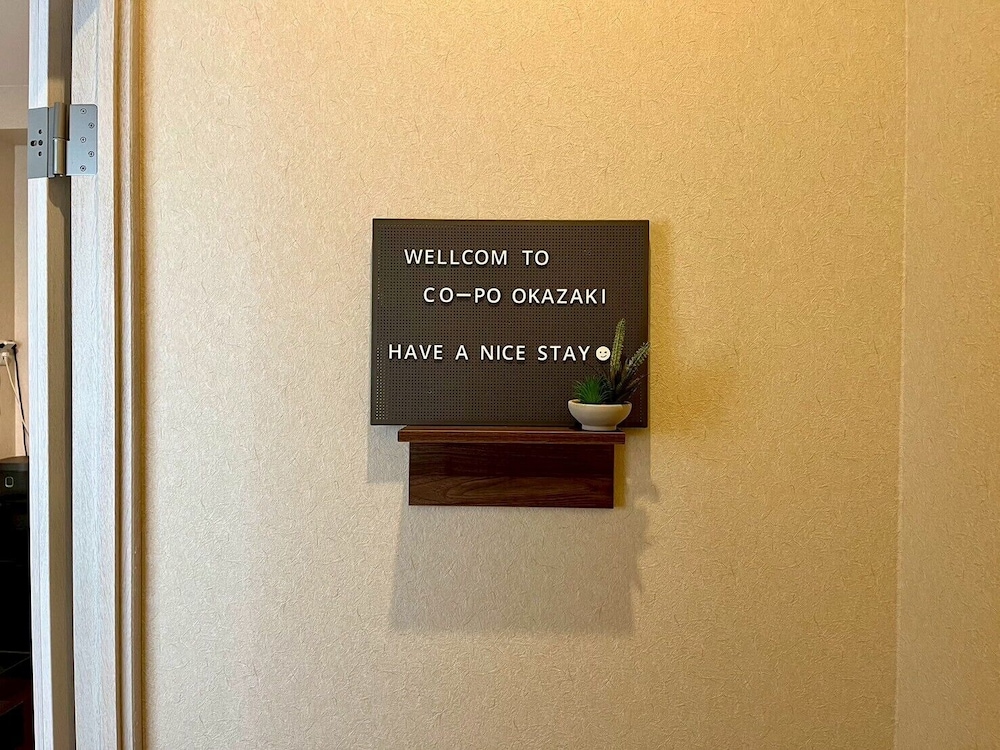 WELLCOM TO
CO-PO OKAZAKI
HAVE A NICE STAY